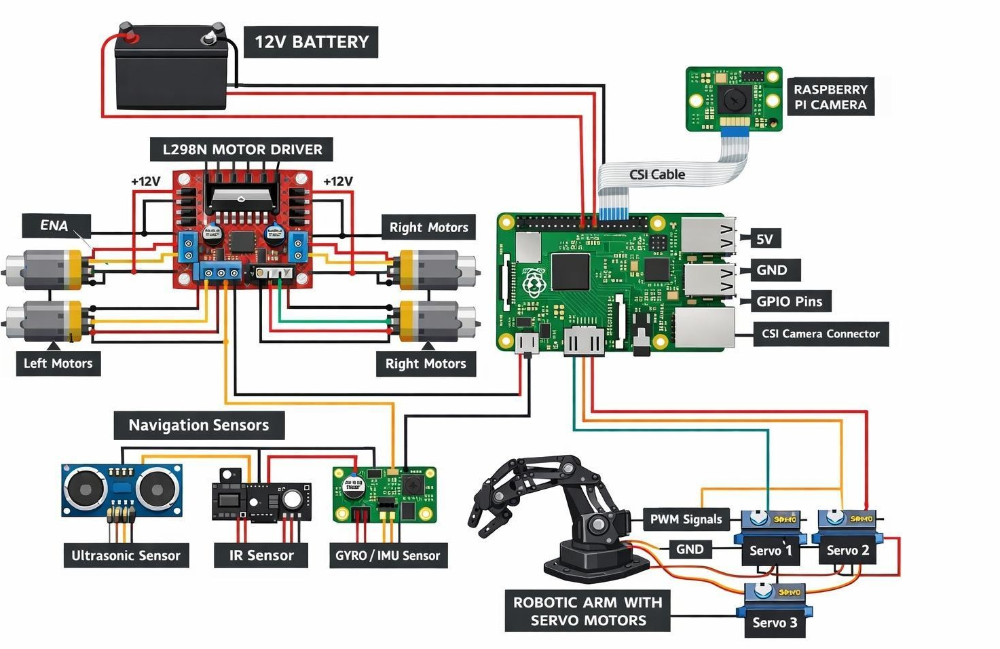 12V BATTERY
RASPBERRY
PI CAMERA
L298N MOTOR DRIVER
CSI Cable
+12V
+12V
ENA
Right Motors
5V
GND
GPIO Pins
CSI Camera Connector
Left Motors
Right Motors
Navigation Sensors
PWM Signals
GND
Servo 1
Servo 2
Ultrasonic Sensor
IR Sensor
GYRO / IMU Sensor
ROBOTIC ARM WITH
SERVO MOTORS
Servo 3